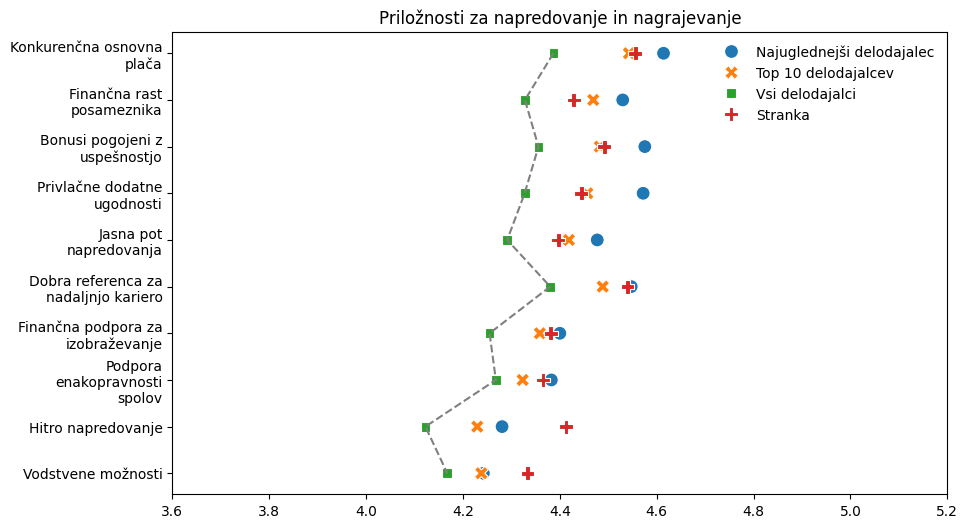 Priložnosti za napredovanje in nagrajevanje
Konkurenčna osnovna
plača
Finančna rast
posameznika
Bonusi pogojeni z
uspešnostjo
Privlačne dodatne
ugodnosti
Jasna pot
napredovanja
Dobra referenca za
nadaljnjo kariero
Finančna podpora za
izobraževanje
Podpora
enakopravnosti
spolov
Hitro napredovanje
Vodstvene možnosti
Najuglednejši delodajalec
Top 10 delodajalcev
Vsi delodajalci
Stranka
3.6 3.8 4.0 4.2 4.4 4.6 4.8 5.0 5.2